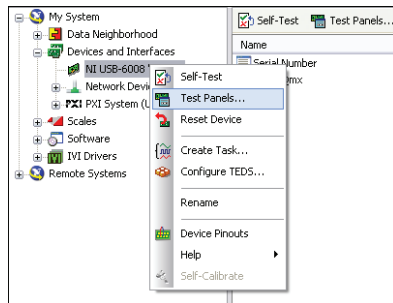 My System
Data Neighborhood
Devices and Interfaces
NI USB-6008
Network Devi
PXI PXI System (U
Scales
Software
IVI Drivers
Remote Systems
Self-Test
Test Panels...
Name
Serial Number
mx
Self-Test
Test Panels...
Reset Device
Create Task...
Configure TEDS...
Rename
Device Pinouts
Help
Self-Calibrate